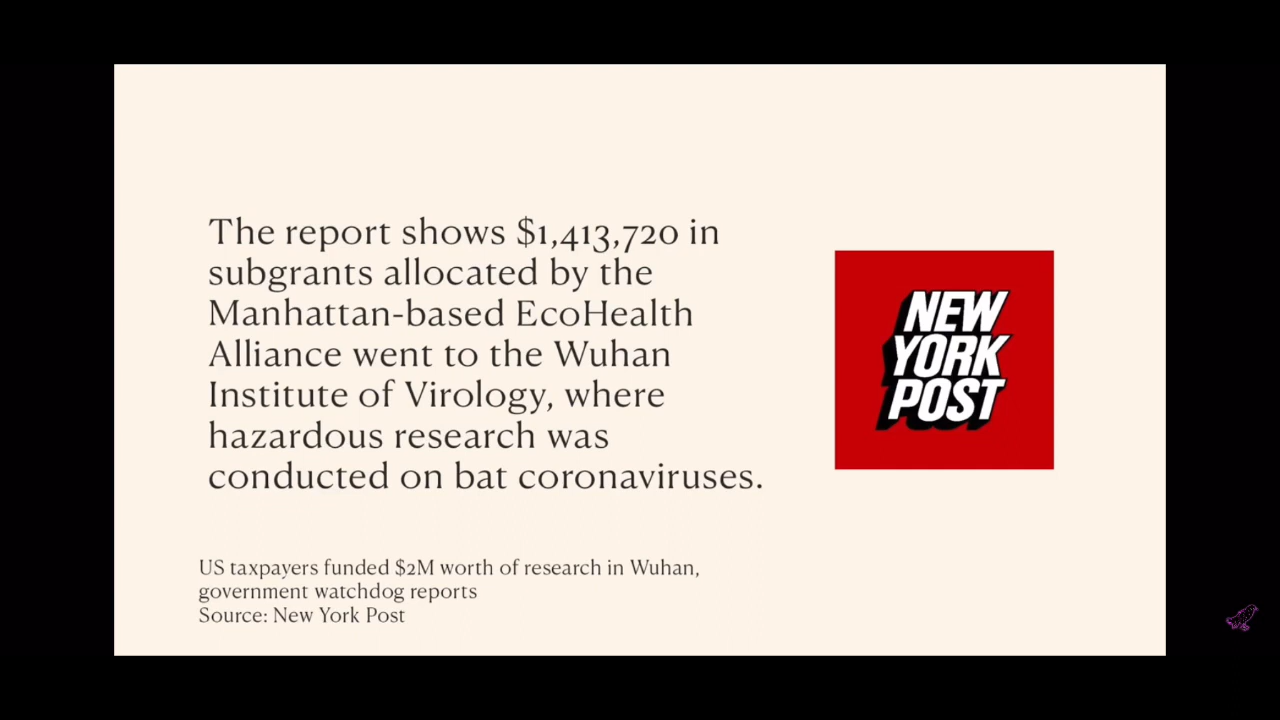 The report shows $1,413,720 in
subgrants allocated by the
Manhattan-based EcoHealth
Alliance went to the Wuhan
Institute of Virology, where
hazardous research was
conducted on bat coronaviruses.
NEW
YORK
POST
US taxpayers funded $2M worth of research in Wuhan,
government watchdog reports
Source: New York Post